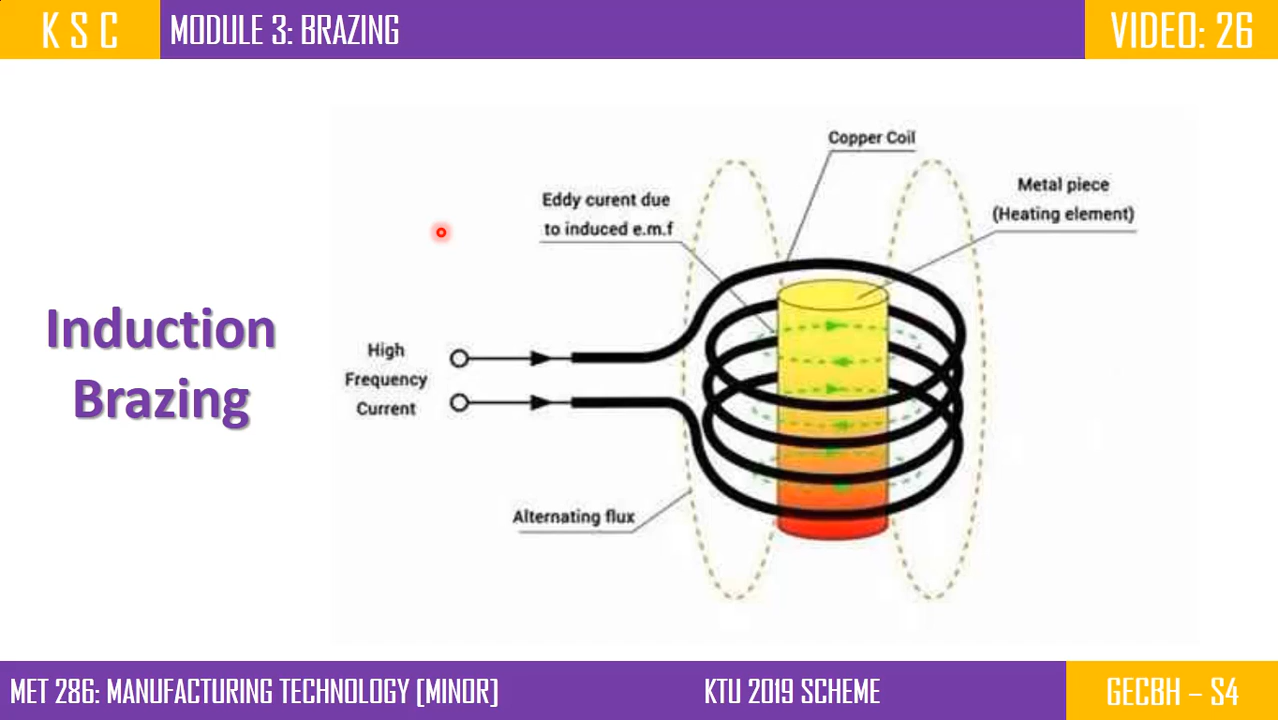 K S C
MODULE 3: BRAZING
VIDEO: 26
Copper Coil
Metal piece
(Heating element)
Eddy curent due
to induced e.m.f
Induction
Brazing
High
Frequency
Current
Alternating flux
MET 286: MANUFACTURING TECHNOLOGY (MINOR)
KTU 2019 SCHEME
GECBH – S4